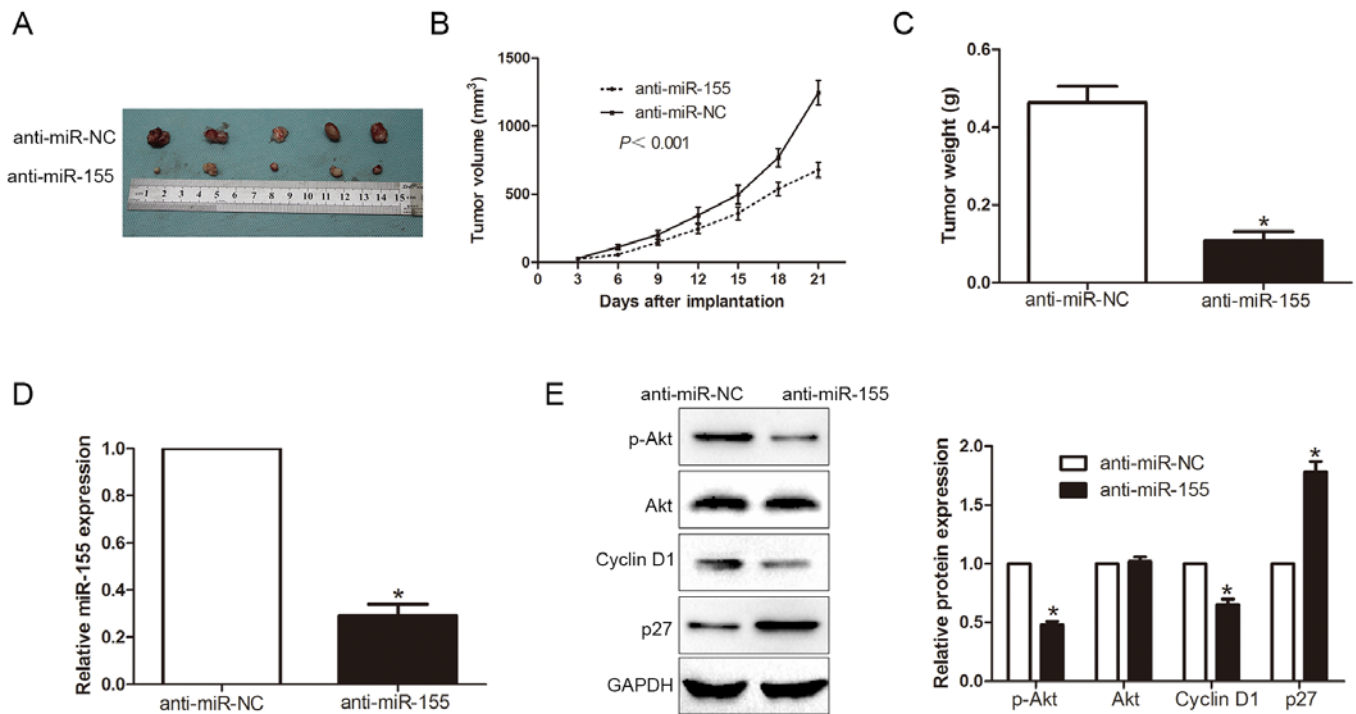 A
anti-miR-NC
anti-miR-155
1 2 3 4 5 6 7 8 9 10 11 12 13 14 15
B
Tumor volume (mm³)
1500
1000
500
0
anti-miR-155
anti-miR-NC
P< 0.001
0 3 6 9 12 15 18 21
Days after implantation
C
Tumor weight (g)
0.6
0.4
0.2
0.0
*
anti-miR-NC anti-miR-155
D
Relative miR-155 expression
1.0
0.8
0.6
0.4
0.2
0.0
*
anti-miR-NC anti-miR-155
E
anti-miR-NC anti-miR-155
p-Akt
Akt
Cyclin D1
p27
GAPDH
Relative protein expression
2.0
1.5
1.0
0.5
0.0
anti-miR-NC
anti-miR-155
* * *
p-Akt Akt Cyclin D1 p27